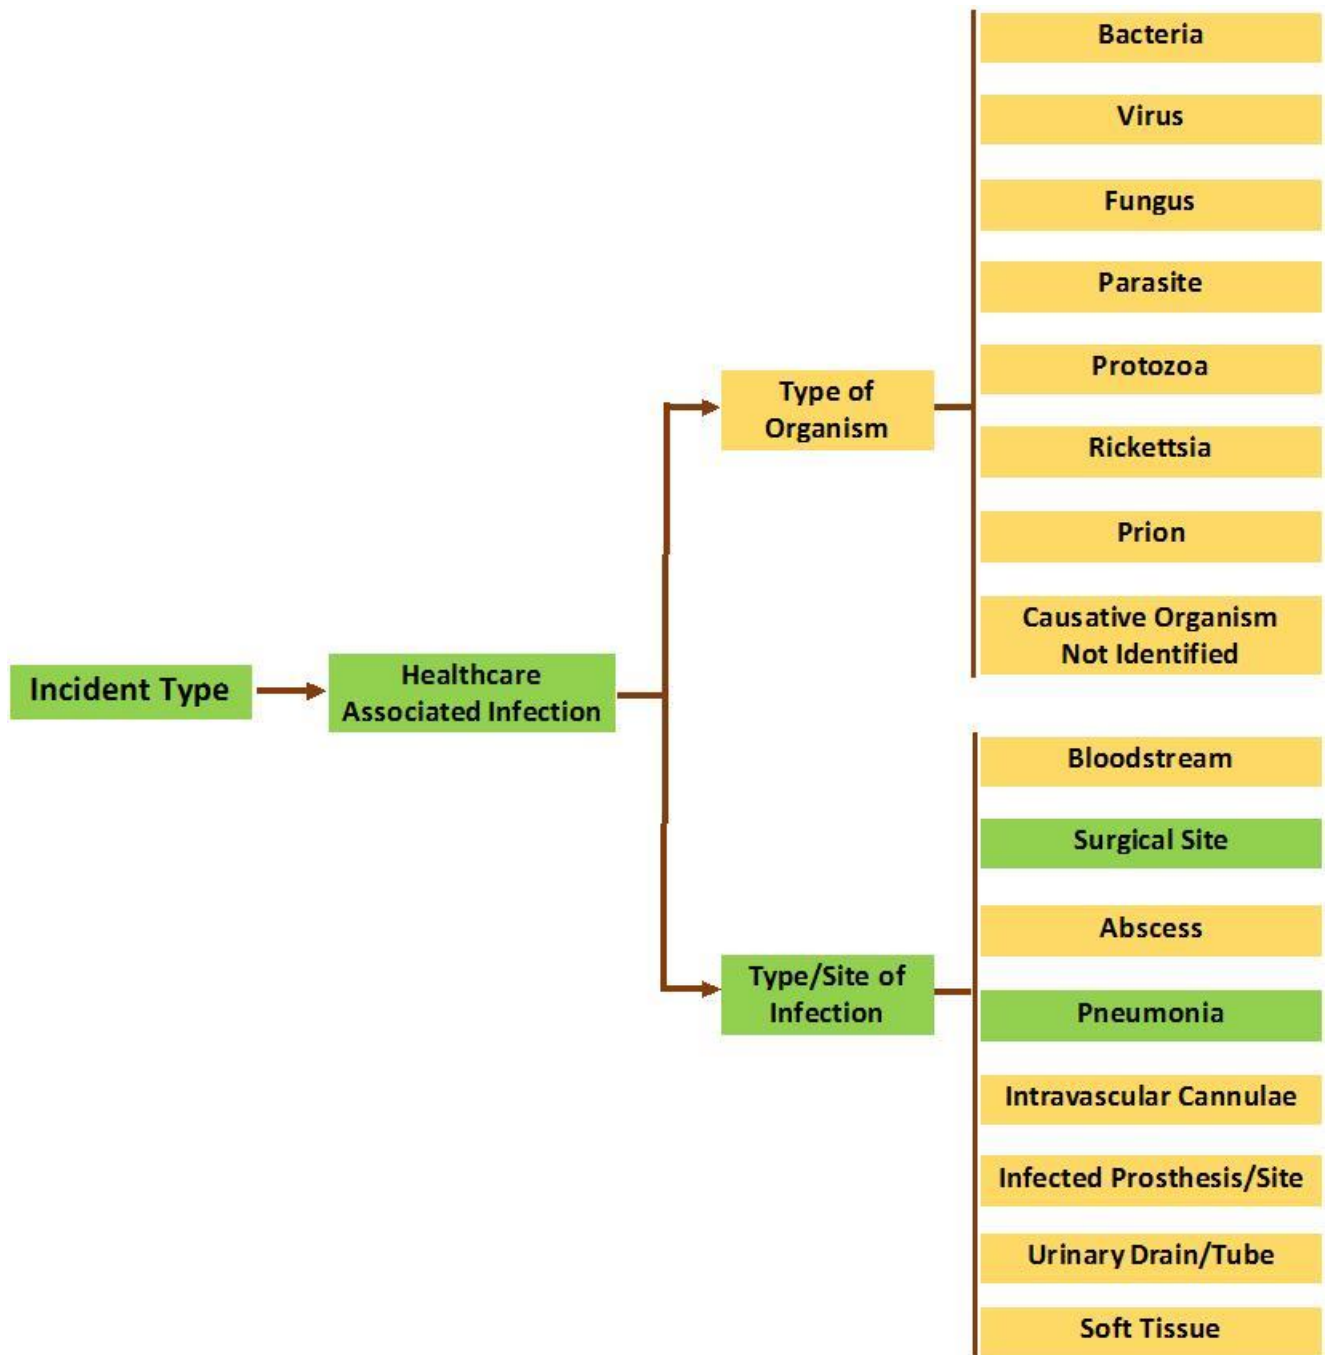 Bacteria
Virus
Fungus
Parasite
Protozoa
Type of
Organism
Rickettsia
Prion
Causative Organism
Not Identified
Incident Type
Healthcare
Associated Infection
Bloodstream
Surgical Site
Abscess
Type/Site of
Infection
Pneumonia
Intravascular Cannulae
Infected Prosthesis/Site
Urinary Drain/Tube
Soft Tissue